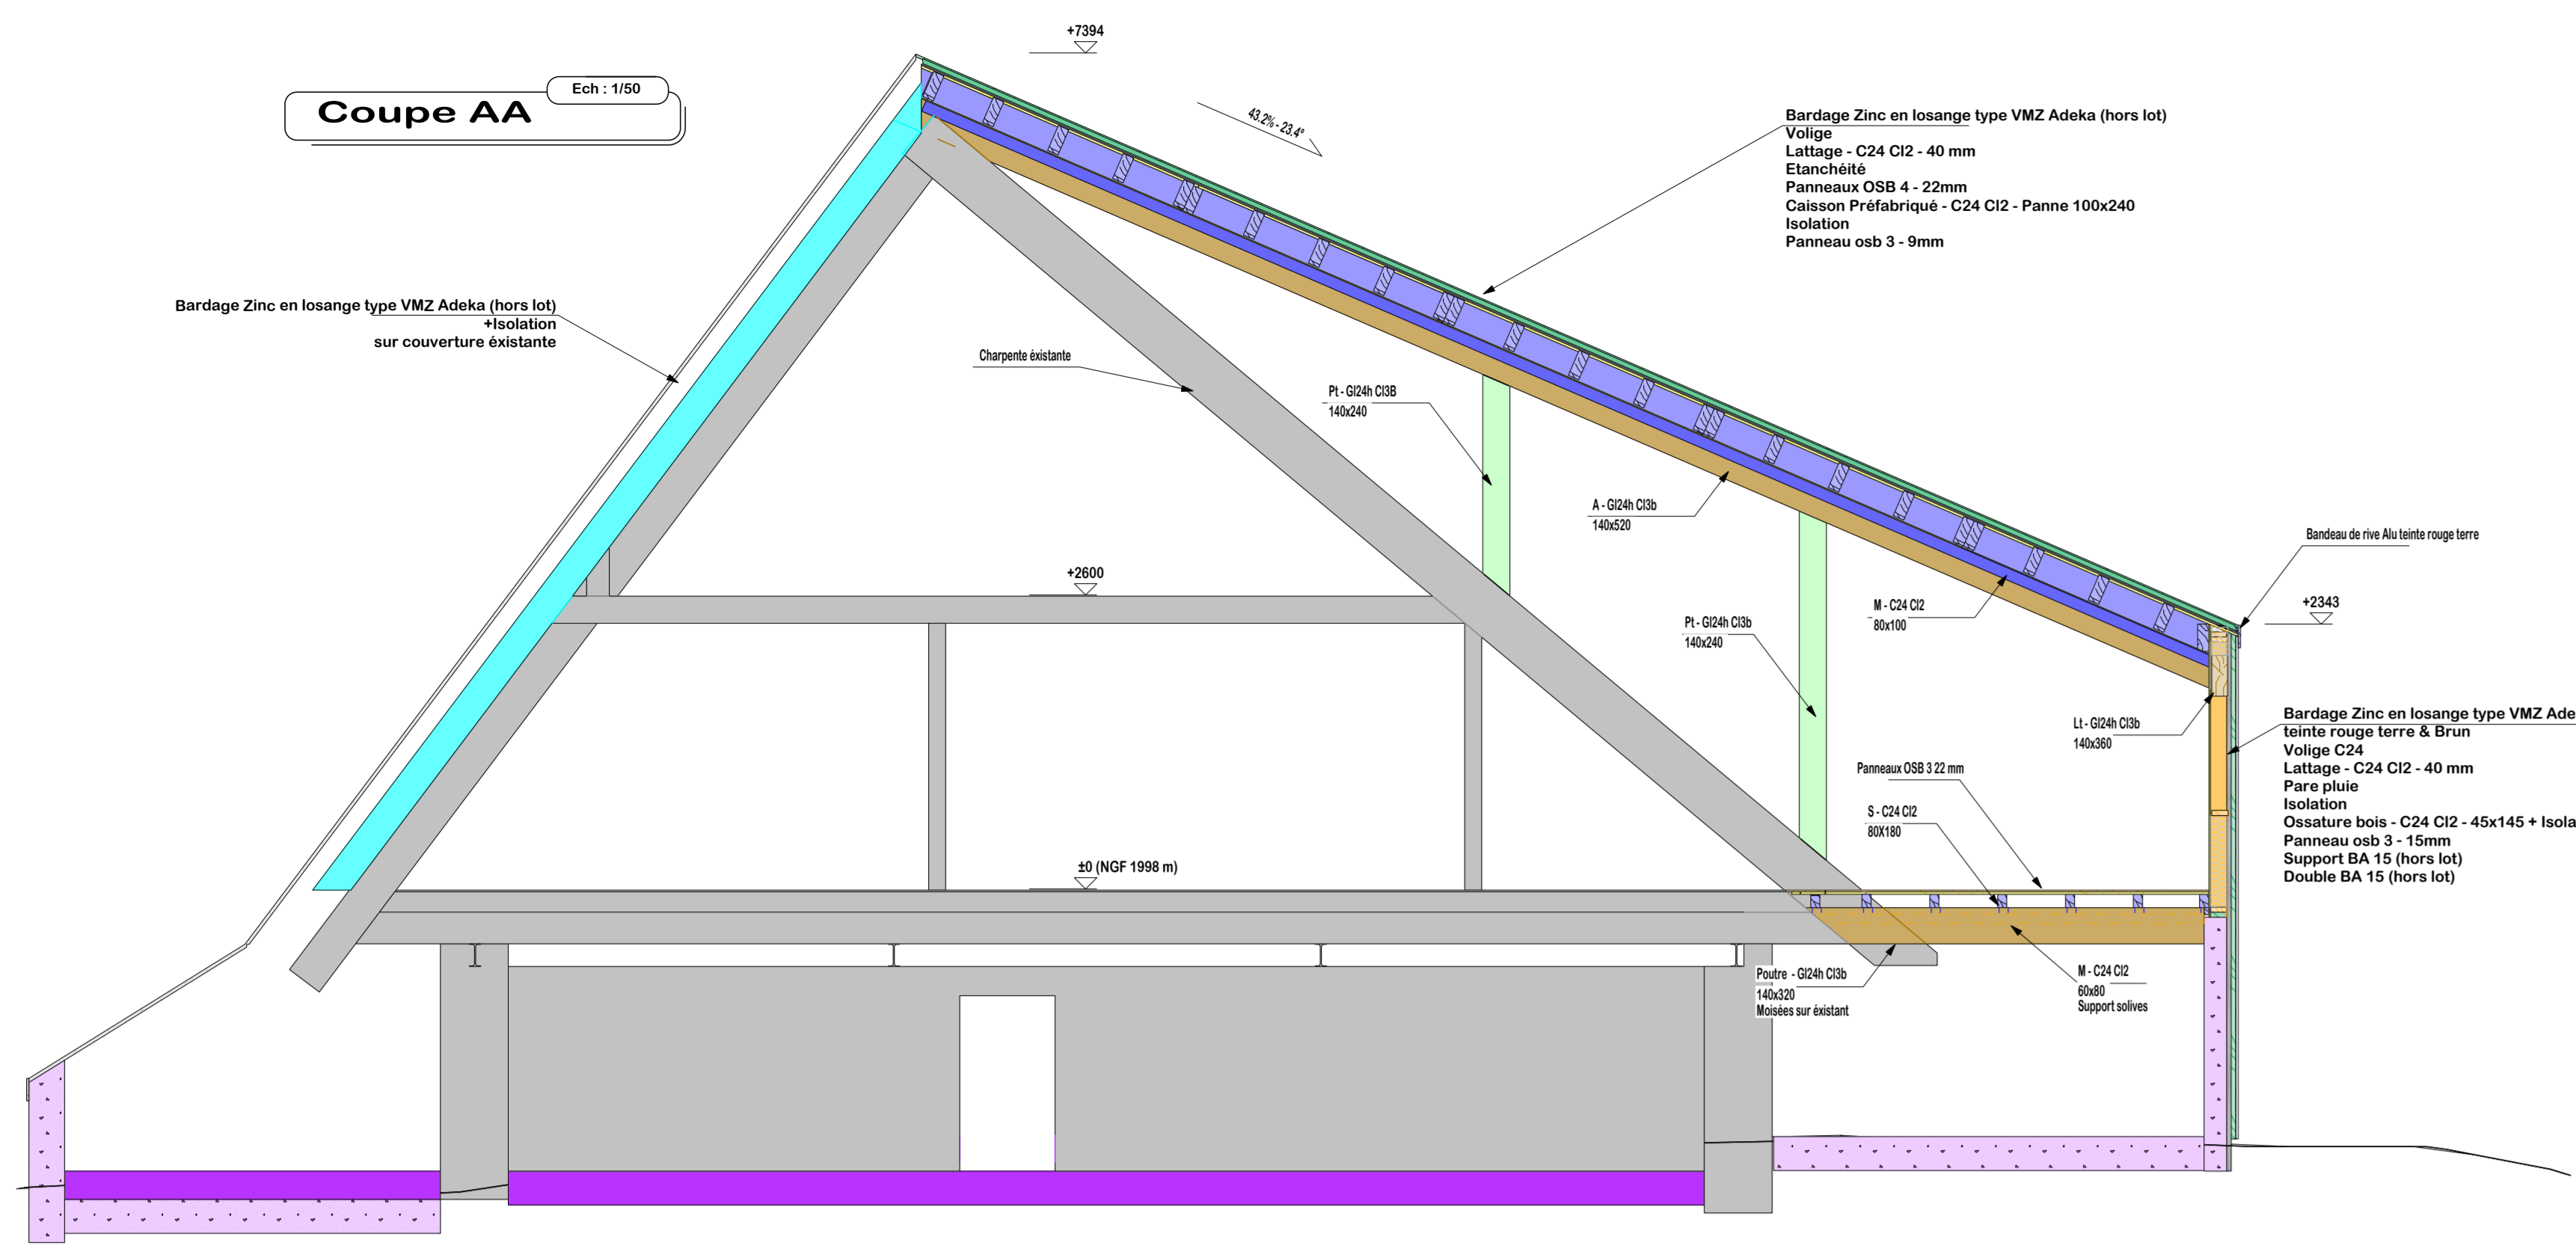 +7394
Ech : 1/50
Coupe AA
43.2% - 23.4°
Bardage Zinc en losange type VMZ Adeka (hors lot)
Volige
Lattage - C24 Cl2 - 40 mm
Etanchéité
Panneaux OSB 4 - 22mm
Caisson Préfabriqué - C24 Cl2 - Panne 100x240
Isolation
Panneau osb 3 - 9mm
Bardage Zinc en losange type VMZ Adeka (hors lot)
+Isolation
sur couverture éxistante
Charpente éxistante
Pt - Gl24h Cl3B
140x240
A - Gl24h Cl3b
140x520
Bandeau de rive Alu teinte rouge terre
+2600
+2343
M - C24 Cl2
80x100
Pt - Gl24h Cl3b
140x240
Lt - Gl24h Cl3b
140x360
Bardage Zinc en losange type VMZ Ade
teinte rouge terre & Brun
Volige C24
Lattage - C24 Cl2 - 40 mm
Pare pluie
Isolation
Ossature bois - C24 Cl2 - 45x145 + Isola
Panneau osb 3 - 15mm
Support BA 15 (hors lot)
Double BA 15 (hors lot)
Panneaux OSB 3 22 mm
S - C24 Cl2
80X180
±0 (NGF 1998 m)
Poutre - Gl24h Cl3b
140x320
Moisées sur éxistant
M - C24 Cl2
60x80
Support solives